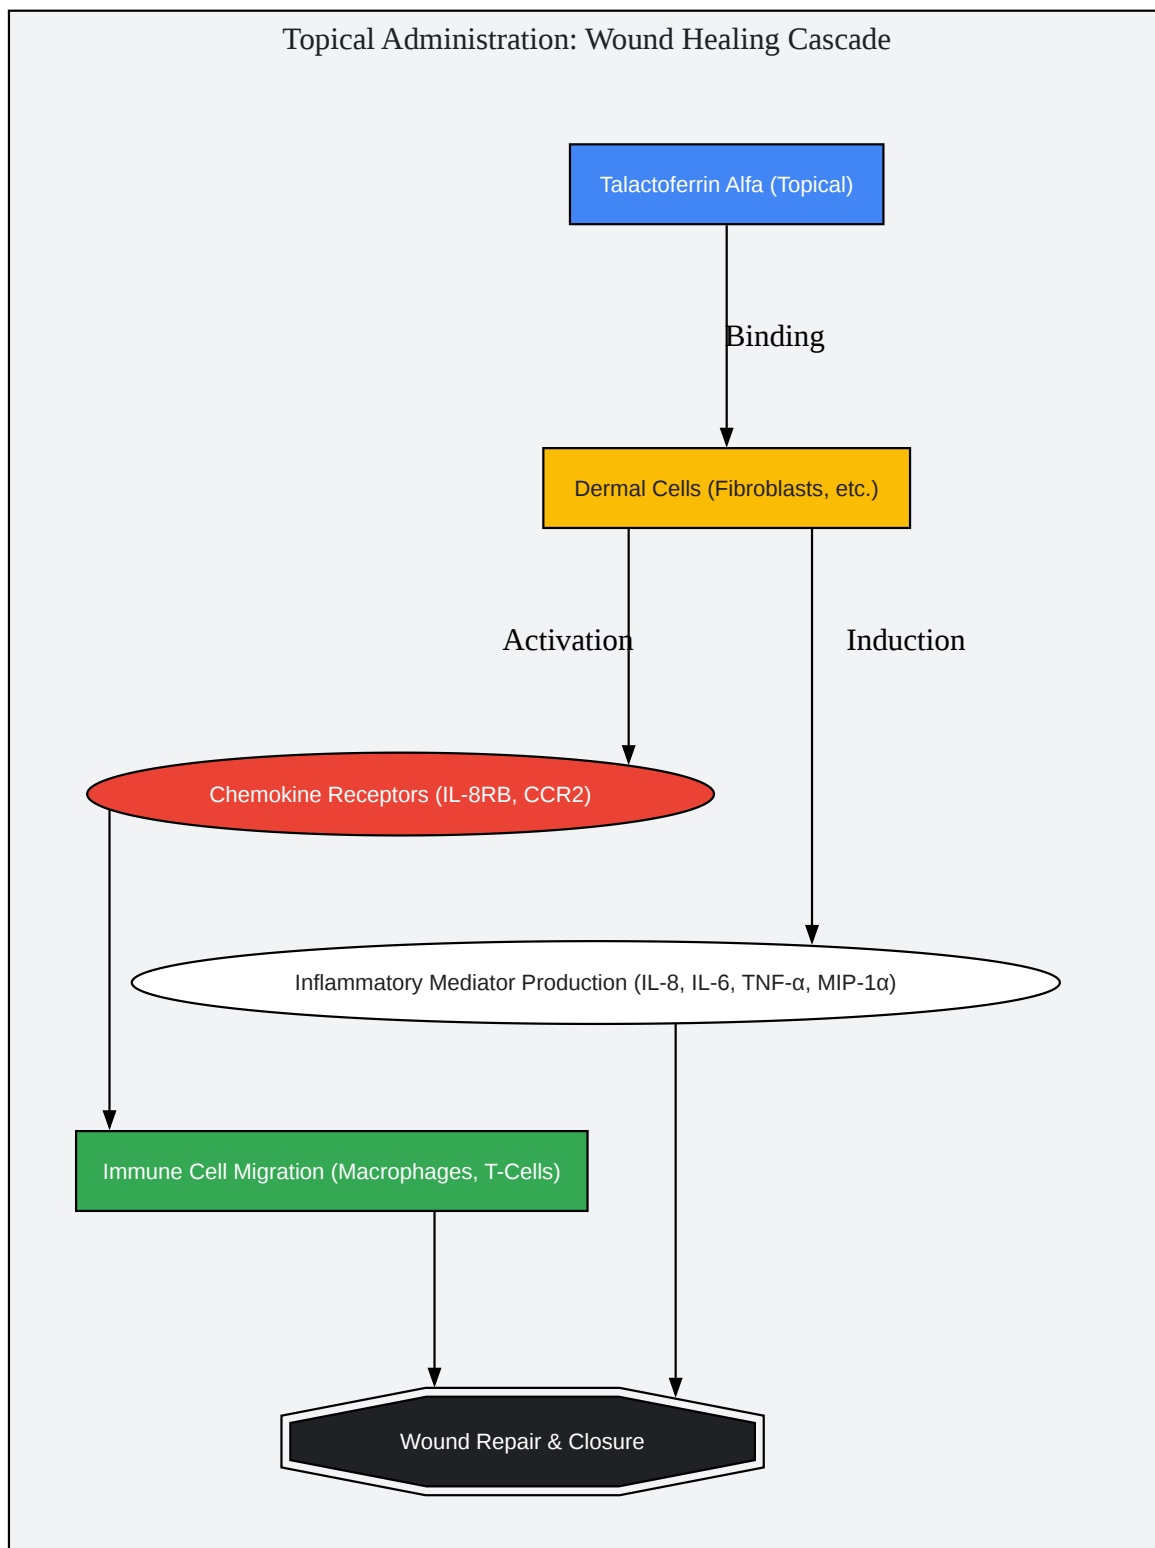 Topical Administration: Wound Healing Cascade
Talactoferrin Alfa (Topical)
Binding
Dermal Cells (Fibroblasts, etc.)
Activation
Induction
Chemokine Receptors (IL-8RB, CCR2)
Inflammatory Mediator Production (IL-8, IL-6, TNF-α, MIP-1α)
Immune Cell Migration (Macrophages, T-Cells)
Wound Repair & Closure